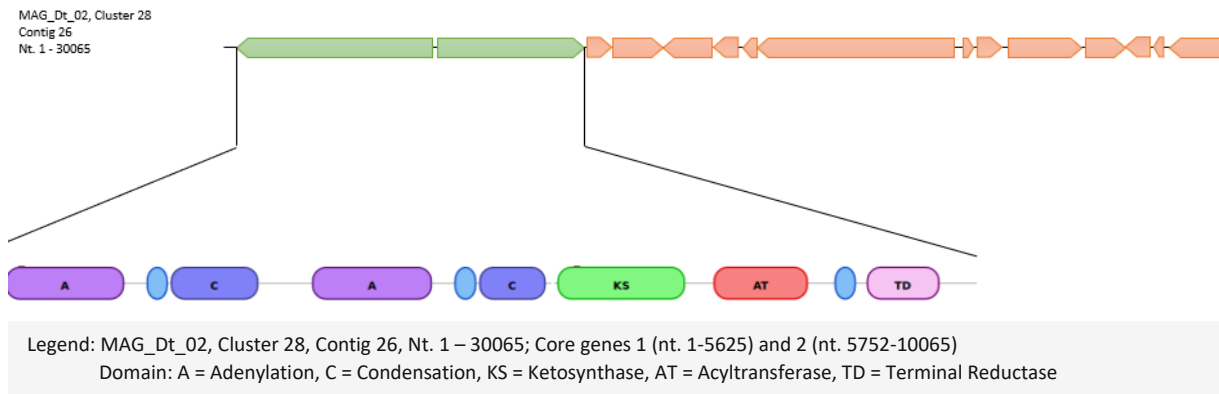 MAG_Dt_02, Cluster 28
Contig 26
Nt. 1 - 30065
A C A C KS AT TD
Legend: MAG_Dt_02, Cluster 28, Contig 26, Nt. 1 – 30065; Core genes 1 (nt. 1-5625) and 2 (nt. 5752-10065)
Domain: A = Adenylation, C = Condensation, KS = Ketosynthase, AT = Acyltransferase, TD = Terminal Reductase